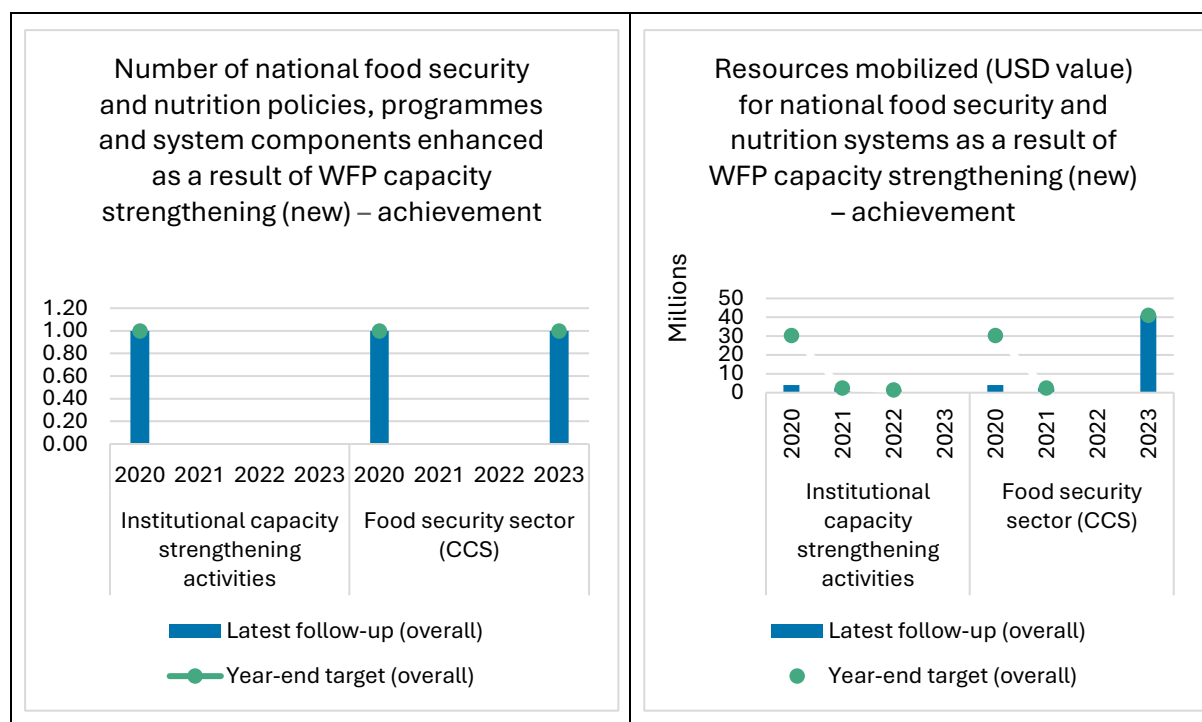 Number of national food security
and nutrition policies, programmes
and system components enhanced
as a result of WFP capacity
strengthening (new) – achievement
1.20
1.00
0.80
0.60
0.40
0.20
0.00
2020 2021 2022 2023 2020 2021 2022 2023
Institutional capacity
strengthening
activities
Food security sector
(CCS)
Latest follow-up (overall)
Year-end target (overall)
Resources mobilized (USD value)
for national food security and
nutrition systems as a result of
WFP capacity strengthening (new)
– achievement
Millions
50
40
30
20
10
0
2020 2021 2022 2023 2020 2021 2022 2023
Institutional
capacity
strengthening
activities
Food security
sector (CCS)
Latest follow-up (overall)
Year-end target (overall)